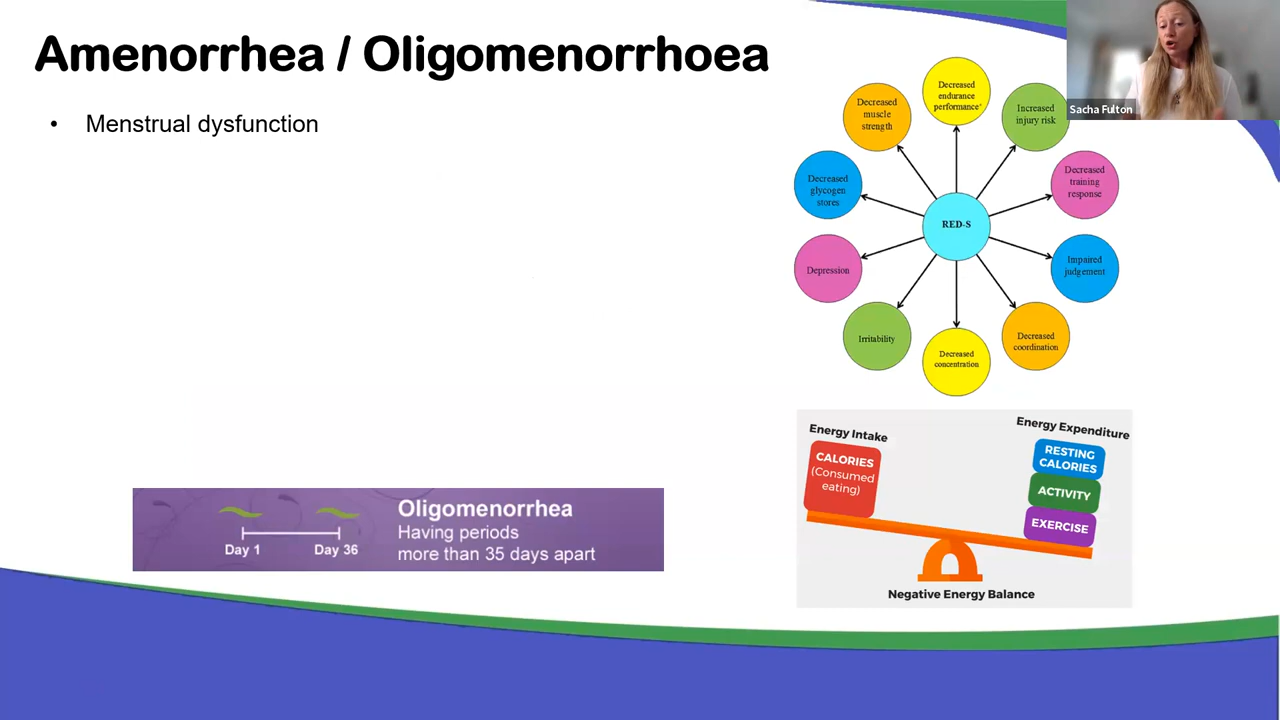 Amenorrhea / Oligomenorrhoea
• Menstrual dysfunction
Sacha Fulton
Decreased
endurance
performance*
Increased
injury risk
Decreased
training
response
Impaired
judgement
Decreased
coordination
Decreased
concentration
Irritability
Depression
Decreased
glycogen
stores
Decreased
muscle
strength
RED-S
Energy Intake
CALORIES
(Consumed
eating)
Energy Expenditure
RESTING
CALORIES
ACTIVITY
EXERCISE
Negative Energy Balance
Day 1
Day 36
Oligomenorrhea
Having periods
more than 35 days apart